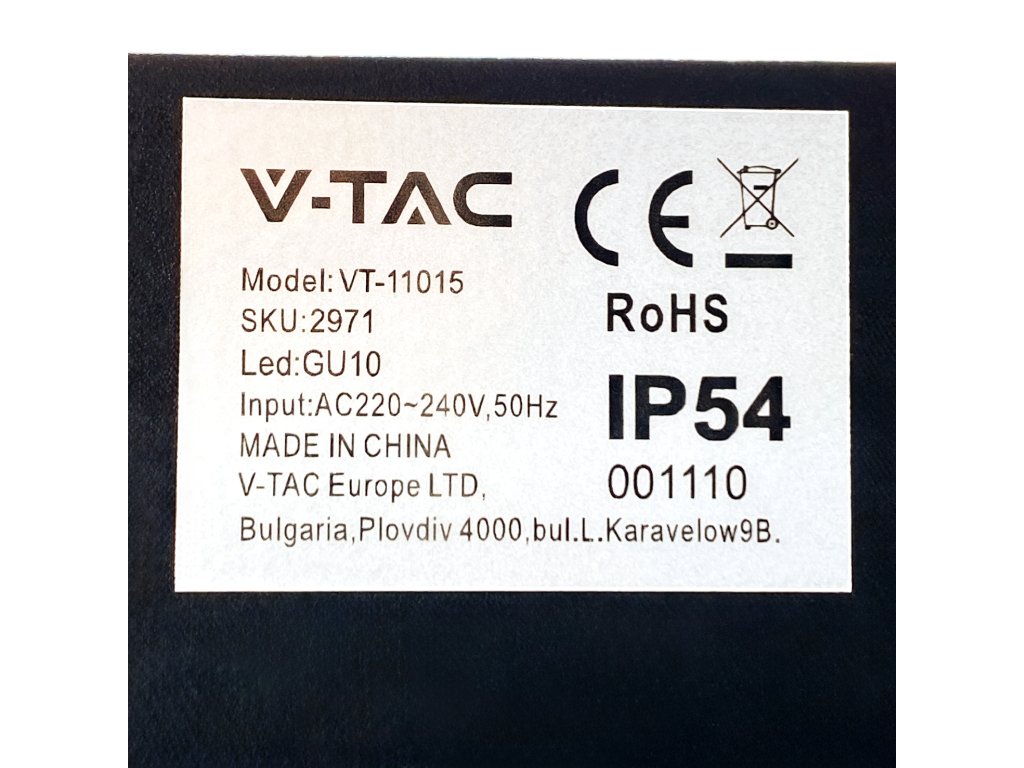 V-TAC
CE
Model:VT-11015
RoHS
SKU:2971
Led:GU10
IP54
Input:AC220~240V,50Hz
MADE IN CHINA
001110
V-TAC Europe LTD,
Bulgaria,Plovdiv 4000,bul.L.Karavelow9B.